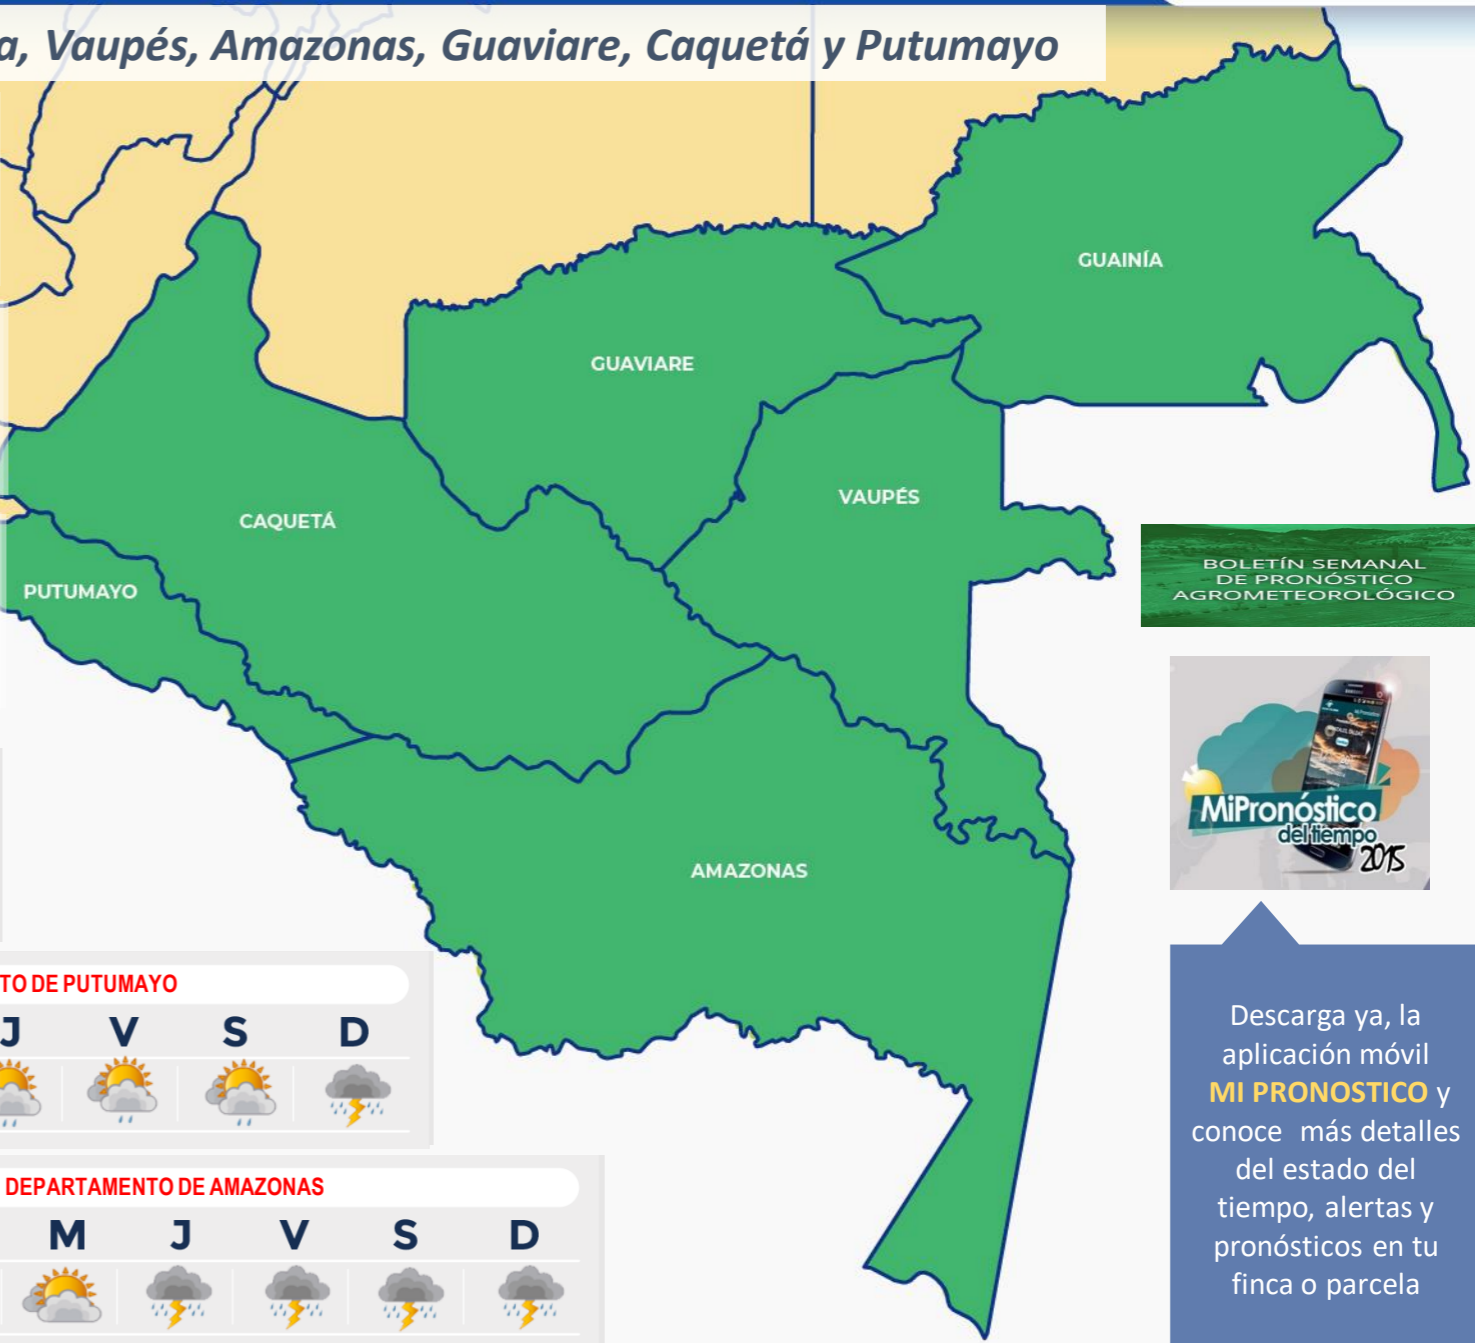 a, Vaupés, Amazonas, Guaviare, Caquetá y Putumayo
GUAINÍA
GUAVIARE
VAUPÉS
CAQUETÁ
PUTUMAYO
AMAZONAS
BOLETÍN SEMANAL
DE PRONÓSTICO
AGROMETEOROLÓGICO
MiPronóstico
del tiempo
2015
Descarga ya, la
aplicación móvil
MI PRONOSTICO y
conoce más detalles
del estado del
tiempo, alertas y
pronósticos en tu
finca o parcela
TO DE PUTUMAYO
J V S D
DEPARTAMENTO DE AMAZONAS
M J V S D